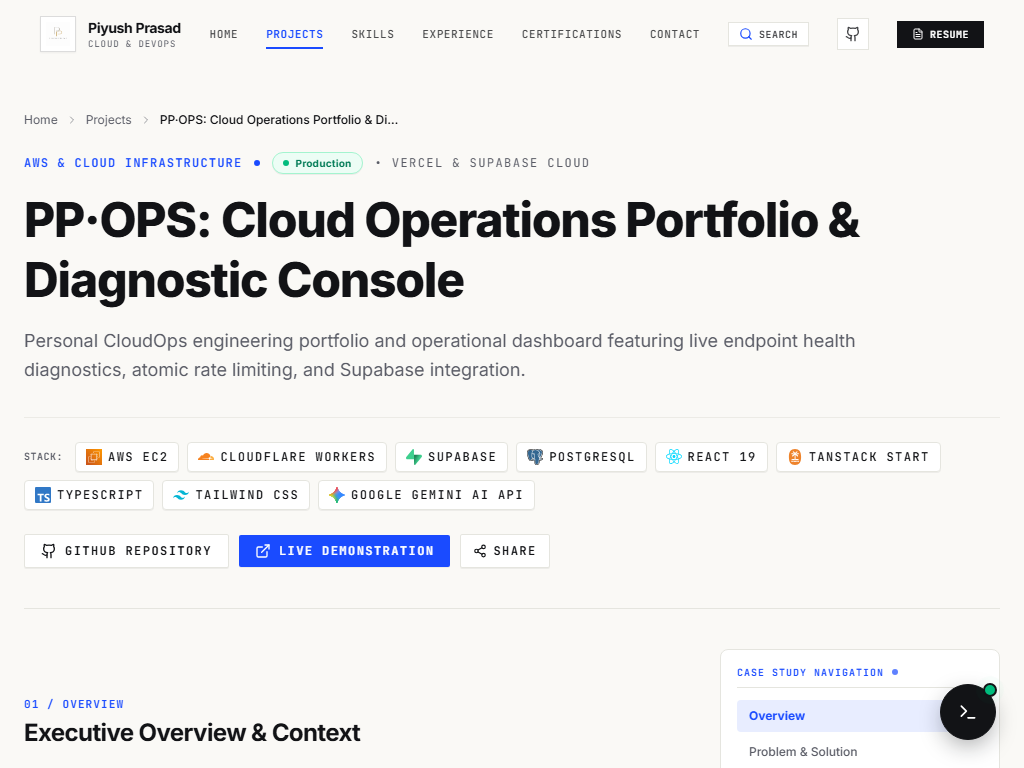 Piyush Prasad
CLOUD & DEVOPS
HOME
PROJECTS
SKILLS
EXPERIENCE
CERTIFICATIONS
CONTACT
SEARCH
RESUME
Home
Projects
PP·OPS: Cloud Operations Portfolio & Di...
AWS & CLOUD INFRASTRUCTURE
Production
• VERCEL & SUPABASE CLOUD
PP·OPS: Cloud Operations Portfolio &
Diagnostic Console
Personal CloudOps engineering portfolio and operational dashboard featuring live endpoint health
diagnostics, atomic rate limiting, and Supabase integration.
STACK:
AWS EC2
CLOUDFLARE WORKERS
SUPABASE
POSTGRESQL
REACT 19
TANSTACK START
TS
TYPESCRIPT
TAILWIND CSS
GOOGLE GEMINI AI API
GITHUB REPOSITORY
LIVE DEMONSTRATION
SHARE
01 / OVERVIEW
Executive Overview & Context
CASE STUDY NAVIGATION
Overview
Problem & Solution